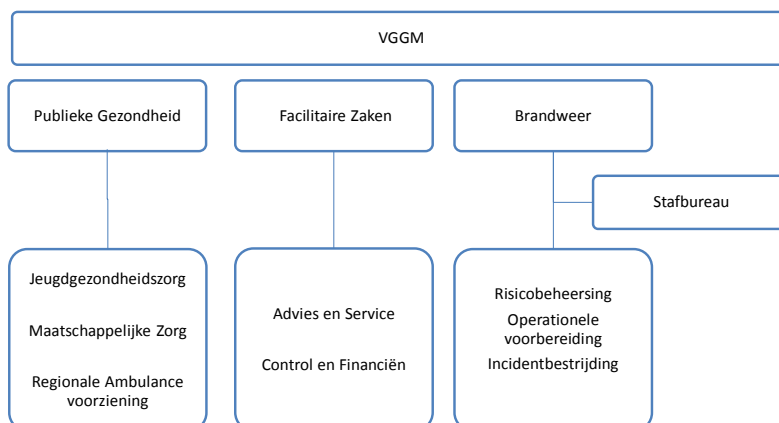 VGGM
Publieke Gezondheid
Facilitaire Zaken
Brandweer
Stafbureau
Jeugdgezondheidszorg
Maatschappelijke Zorg
Regionale Ambulance
voorziening
Advies en Service
Control en Financiën
Risicobeheersing
Operationele
voorbereiding
Incidentbestrijding